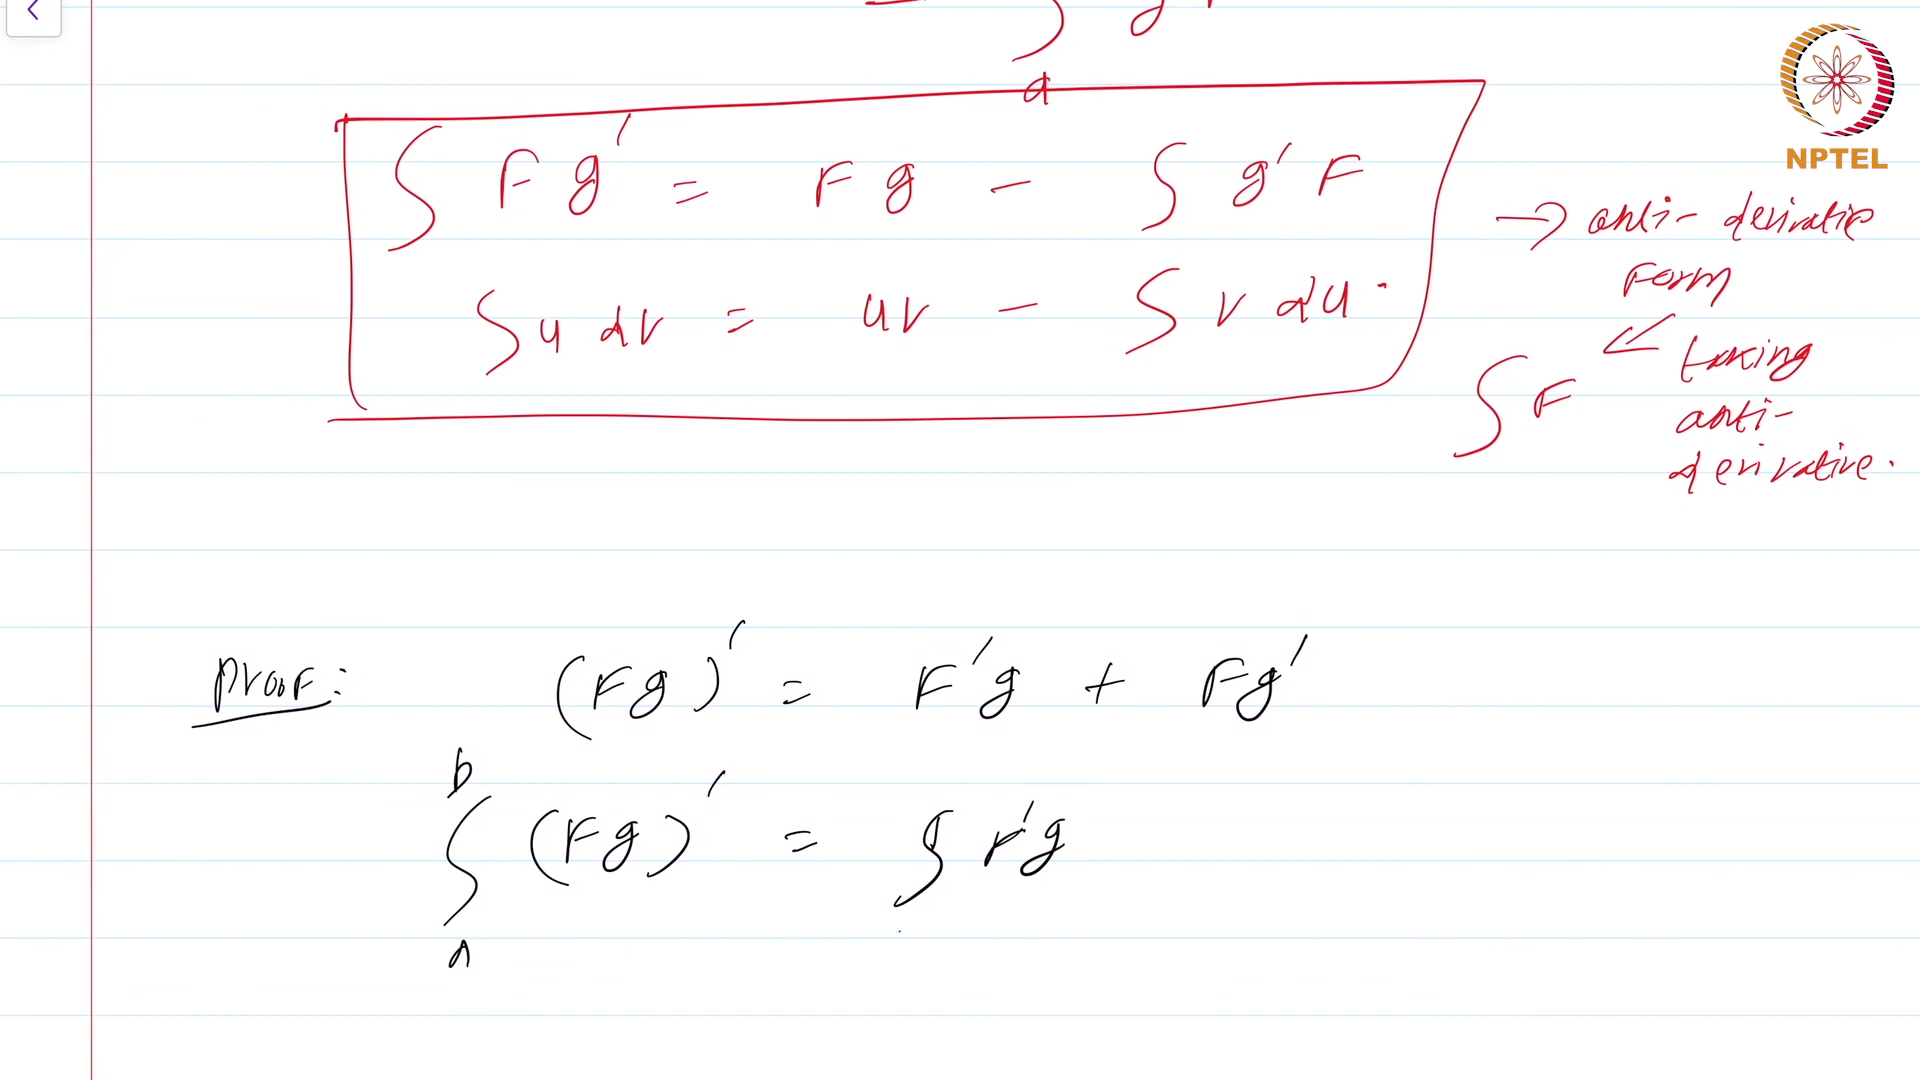 a
NPTEL
∫ F g′ = F g − ∫ g′ F
→ anti-derivative
Form
∫ u dv = uv − ∫ v du.
← taking
∫ F
anti-
derivative.
Proof: (Fg)′ = F′g + Fg′
b
∫ (Fg)′ = ∫ F′g
a